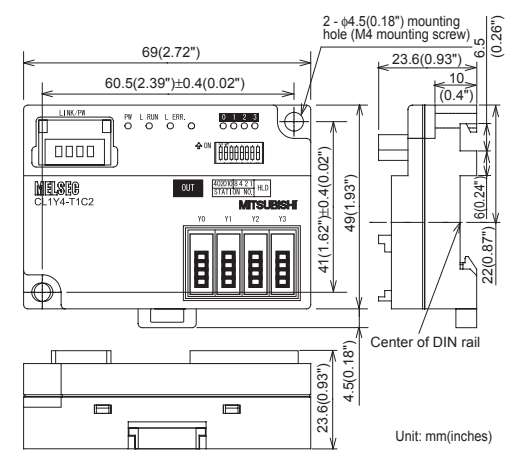 2 - φ4.5(0.18") mounting
hole (M4 mounting screw)
69(2.72")
60.5(2.39")±0.4(0.02")
23.6(0.93")
6.5
(0.26")
10
(0.4")
LINK/PW
PW L RUN L ERR.
0 1 2 3
ON
OUT
402010 8 4 2 1
STATION NO.
HLD
MELSEC
CL1Y4-T1C2
MITSUBISHI
Y0 Y1 Y2 Y3
41(1.62")±0.4(0.02")
49(1.93")
6(0.24")
22(0.87")
Center of DIN rail
4.5(0.18")
23.6(0.93")
Unit: mm(inches)